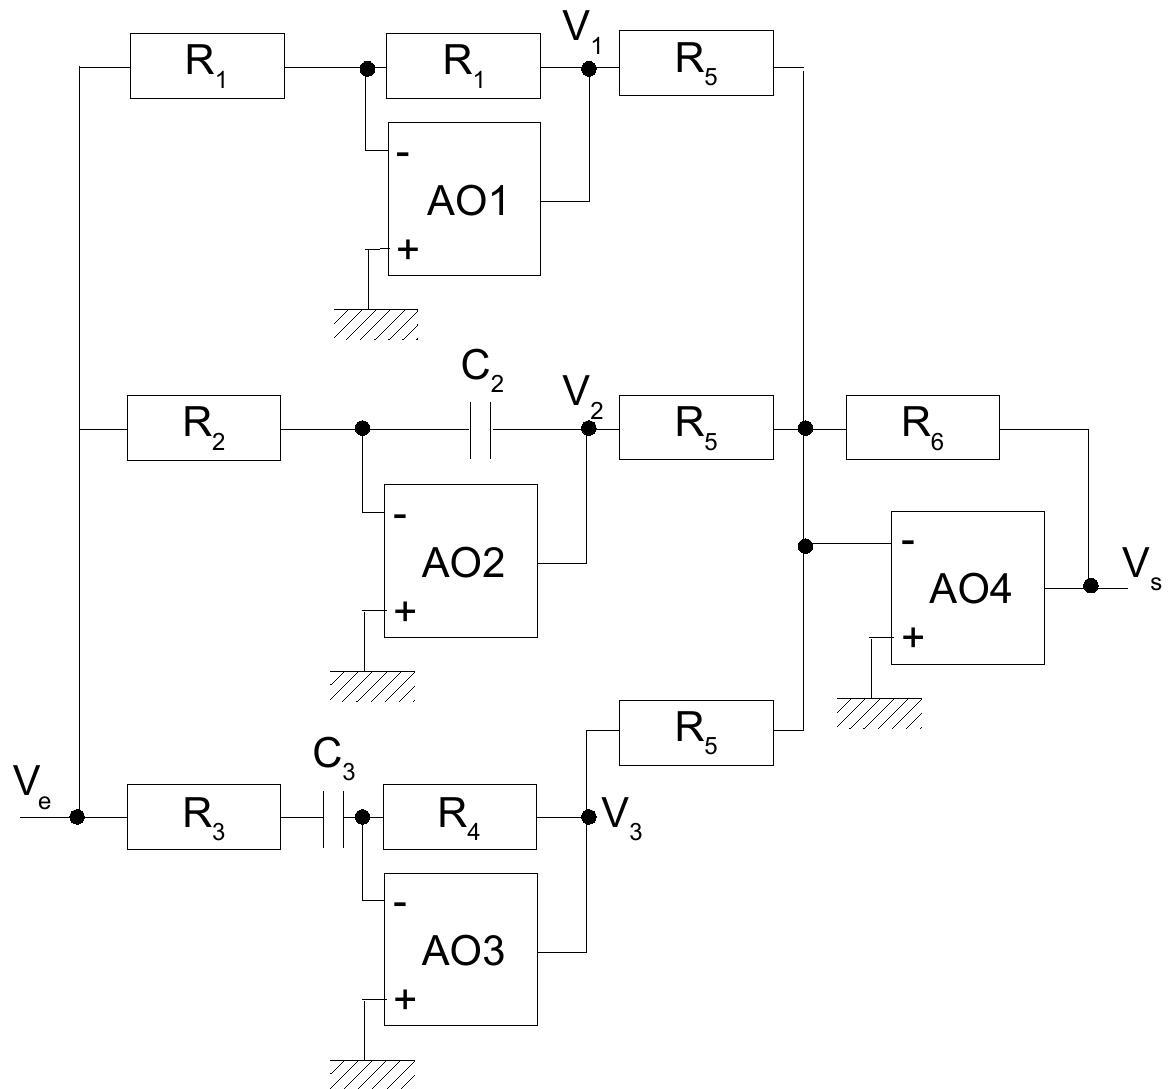 R1 R1 V1 R5
-
AO1
+
C2
R2 V2 R5 R6
-
AO2
+
-
AO4
+
Vs
R5
C3
Ve R3 R4 V3
-
AO3
+